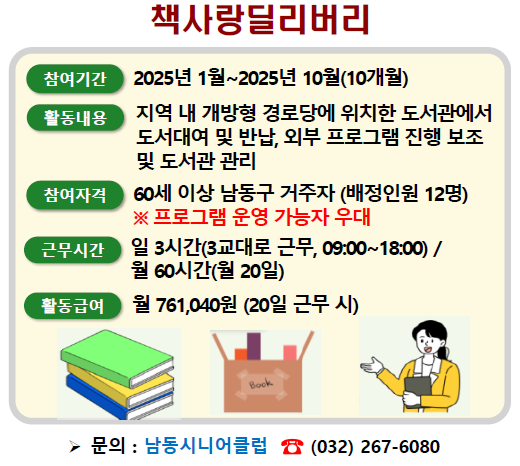 책사랑딜리버리
참여기간 2025년 1월~2025년 10월(10개월)
활동내용 지역 내 개방형 경로당에 위치한 도서관에서
도서대여 및 반납, 외부 프로그램 진행 보조
및 도서관 관리
참여자격 60세 이상 남동구 거주자 (배정인원 12명)
※ 프로그램 운영 가능자 우대
근무시간 일 3시간(3교대로 근무, 09:00~18:00) /
월 60시간(월 20일)
활동급여 월 761,040원 (20일 근무 시)
Book
➢ 문의 : 남동시니어클럽 ☎ (032) 267-6080